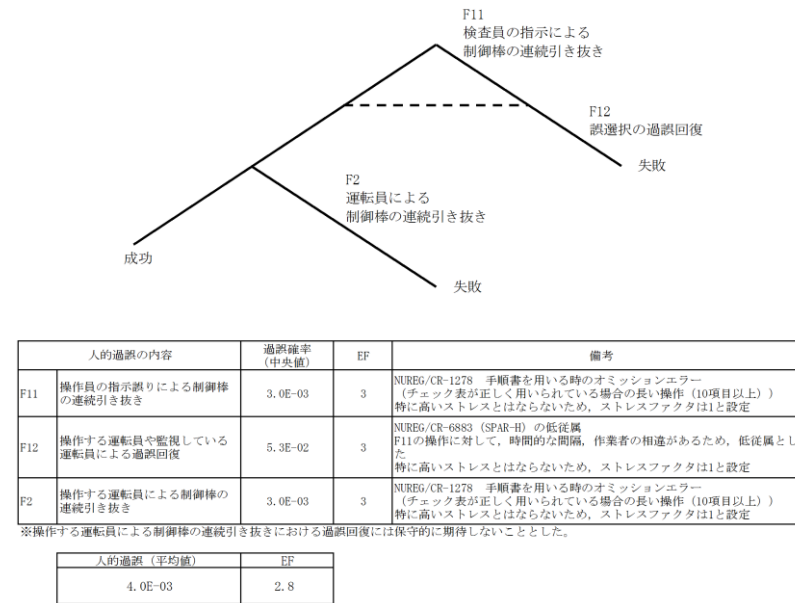 F11
検査員の指示による
制御棒の連続引き抜き
F12
誤選択の過誤回復
失敗
F2
運転員による
制御棒の連続引き抜き
成功
失敗
人的過誤の内容
過誤確率
(中央値)
EF
備考
F11
操作員の指示誤りによる制御棒
の連続引き抜き
3.0E-03
3
NUREG/CR-1278 手順書を用いる時のオミッションエラー
(チェック表が正しく用いられている場合の長い操作(10項目以上))
特に高いストレスとはならないため,ストレスファクタは1と設定
F12
操作する運転員や監視している
運転員による過誤回復
5.3E-02
3
NUREG/CR-6883 (SPAR-H) の低従属
F11の操作に対して,時間的な間隔,作業者の相違があるため,低従属とし
た
特に高いストレスとはならないため,ストレスファクタは1と設定
F2
操作する運転員による制御棒の
連続引き抜き
3.0E-03
3
NUREG/CR-1278 手順書を用いる時のオミッションエラー
(チェック表が正しく用いられている場合の長い操作(10項目以上))
特に高いストレスとはならないため,ストレスファクタは1と設定
※操作する運転員による制御棒の連続引き抜きにおける過誤回復には保守的に期待しないこととした。
人的過誤(平均値)
EF
4.0E-03
2.8